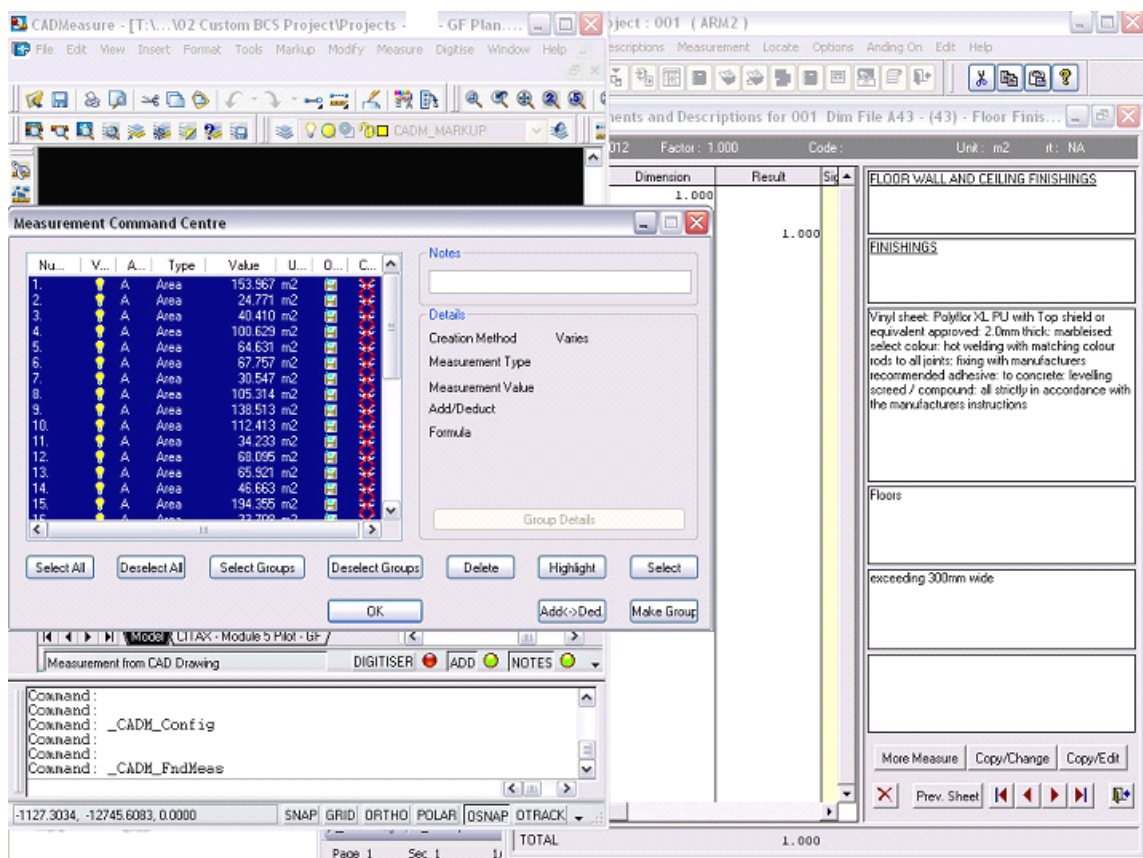 CADMeasure - [T:\...\02 Custom BCS Project\Projects - - GF Plan....
File Edit View Insert Format Tools Markup Modify Measure Digitise Window Help
CADM_MARKUP
Measurement Command Centre
Nu... V... A... Type Value U... O... C...
1. A Area 153.967 m2
2. A Area 24.771 m2
3. A Area 40.410 m2
4. A Area 100.629 m2
5. A Area 64.631 m2
6. A Area 67.757 m2
7. A Area 30.547 m2
8. A Area 105.314 m2
9. A Area 138.513 m2
10. A Area 112.413 m2
11. A Area 34.233 m2
12. A Area 68.095 m2
13. A Area 65.921 m2
14. A Area 46.663 m2
15. A Area 194.355 m2
Notes
Details
Creation Method Varies
Measurement Type
Measurement Value
Add/Deduct
Formula
Group Details
Select All Deselect All Select Groups Deselect Groups Delete Highlight Select
OK Add<->Ded. Make Group
Model CITAX - Module 5 Pilot - GF
Measurement from CAD Drawing DIGITISER ADD NOTES
Command:
Command:
Command: _CADM_Config
Command:
Command:
Command: _CADM_FndMeas
-1127.3034, -12745.6083, 0.0000 SNAP GRID ORTHO POLAR OSNAP OTRACK
Page 1 Sec 1
oject : 001 ( ARM2 )
escriptions Measurement Locate Options Anding On Edit Help
ents and Descriptions for 001 Dim File A43 - (43) - Floor Finis...
012 Factor : 1.000 Code : Unit : m2 it : NA
Dimension Result Sig
1.000
1.000
FLOOR WALL AND CEILING FINISHINGS
FINISHINGS
Vinyl sheet: Polyflor XL PU with Top shield or
equivalent approved: 2.0mm thick: marbleised:
select colour: hot welding with matching colour
rods to all joints: fixing with manufacturers
recommended adhesive: to concrete: levelling
screed / compound: all strictly in accordance with
the manufacturers instructions
Floors
exceeding 300mm wide
More Measure Copy/Change Copy/Edit
Prev. Sheet
TOTAL 1.000